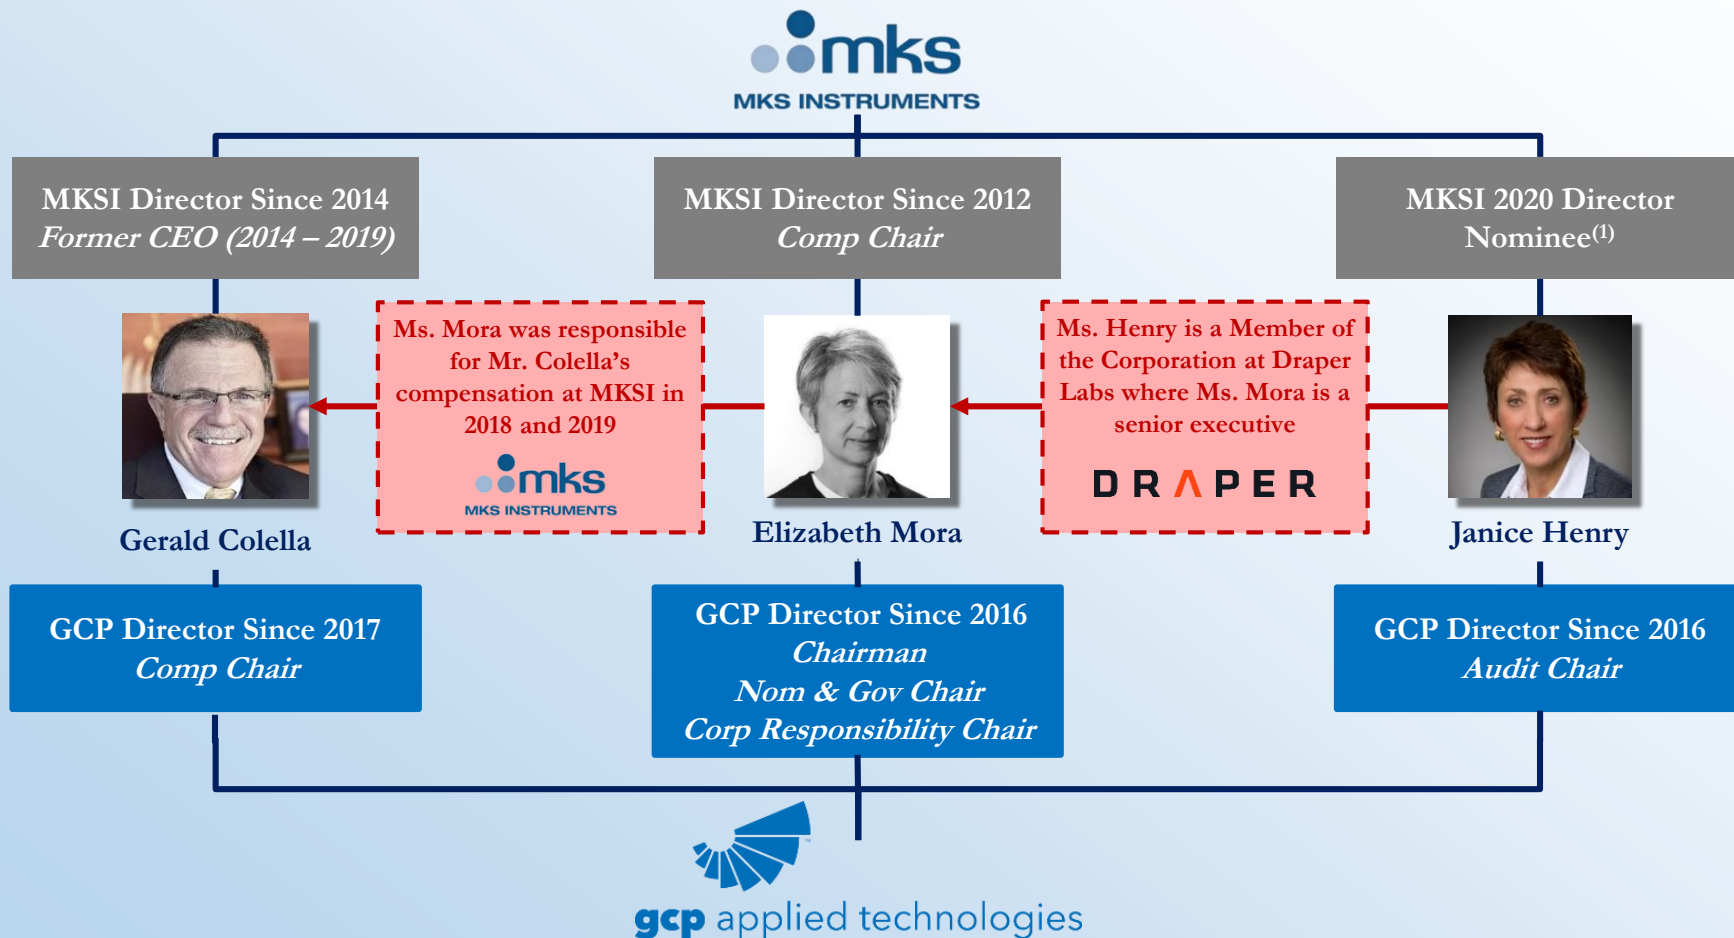 mks
MKS INSTRUMENTS
MKSI Director Since 2014
Former CEO (2014 – 2019)
MKSI Director Since 2012
Comp Chair
MKSI 2020 Director
Nominee(1)
Ms. Mora was responsible
for Mr. Colella’s
compensation at MKSI in
2018 and 2019
mks
MKS INSTRUMENTS
Ms. Henry is a Member of
the Corporation at Draper
Labs where Ms. Mora is a
senior executive
DRAPER
Gerald Colella
Elizabeth Mora
Janice Henry
GCP Director Since 2017
Comp Chair
GCP Director Since 2016
Chairman
Nom & Gov Chair
Corp Responsibility Chair
GCP Director Since 2016
Audit Chair
gcp applied technologies